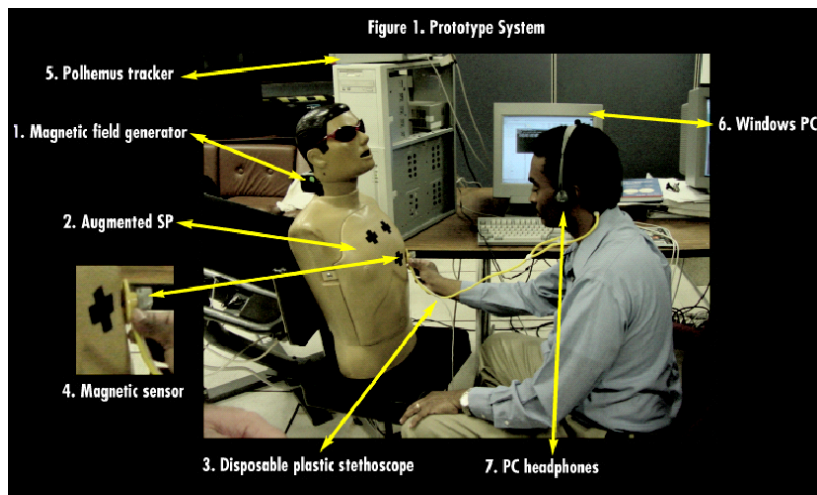 Figure 1. Prototype System
5. Polhemus tracker
1. Magnetic field generator
6. Windows PC
2. Augmented SP
4. Magnetic sensor
3. Disposable plastic stethoscope
7. PC headphones